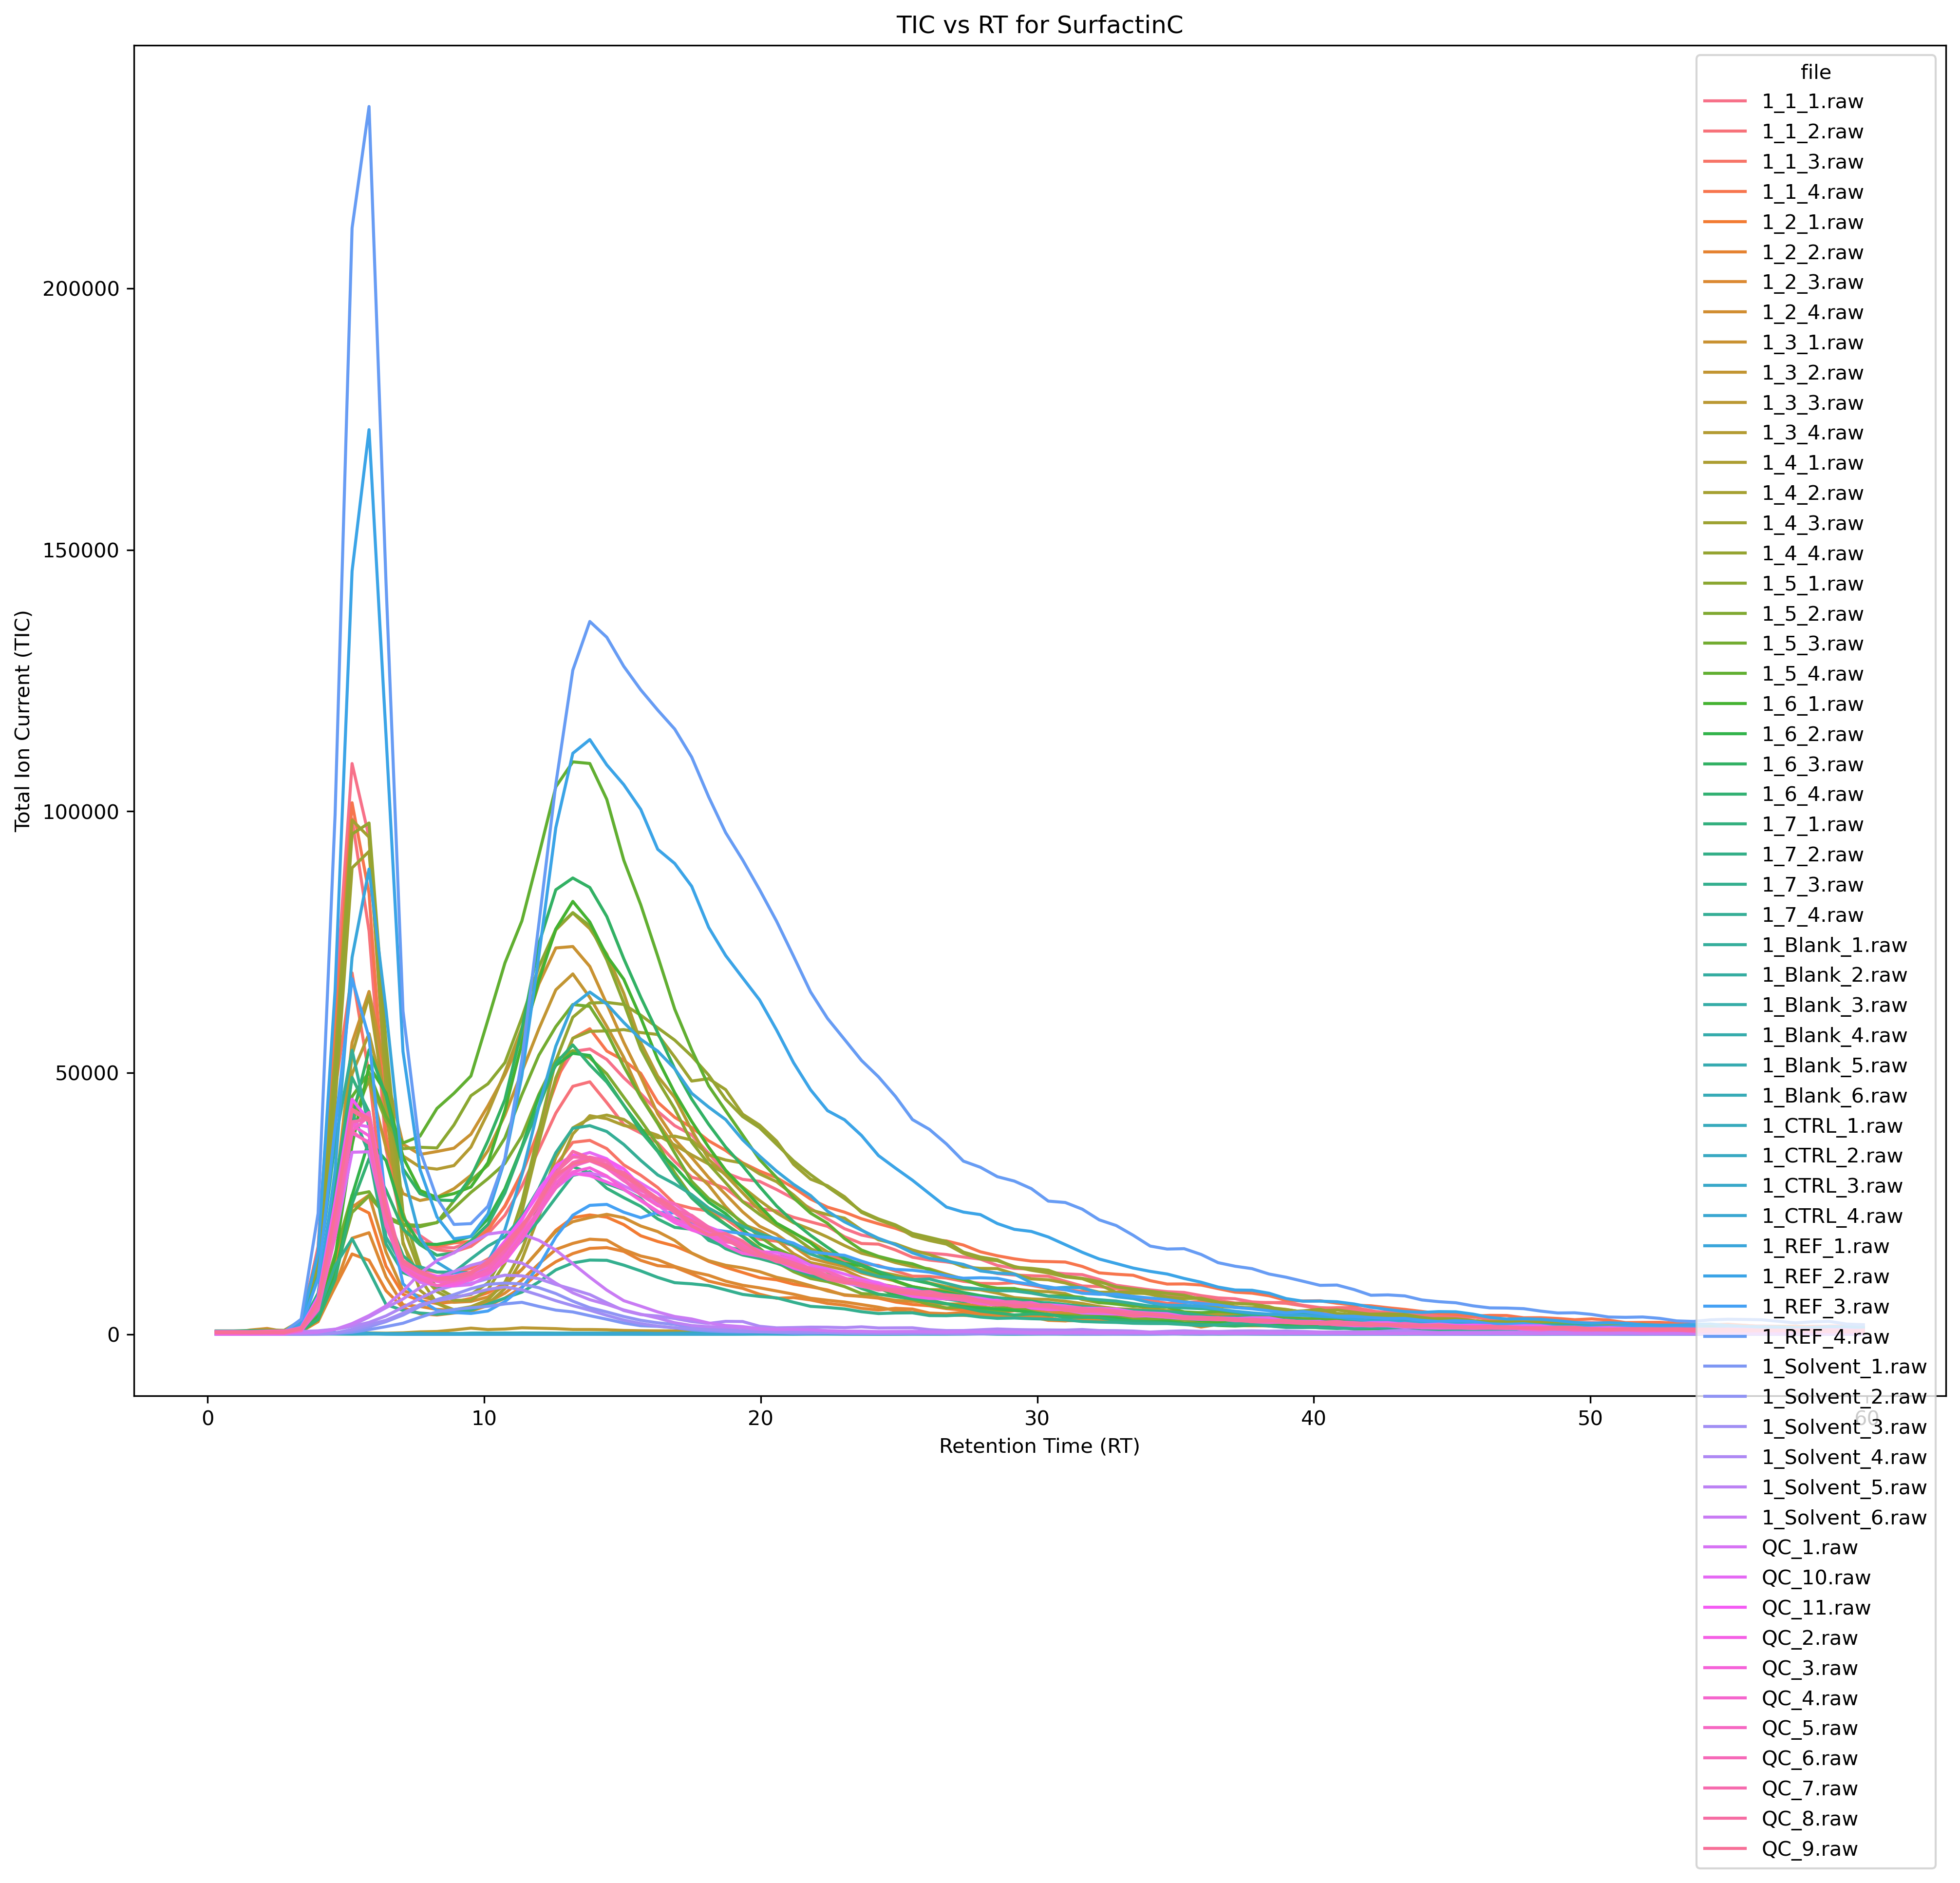 TIC vs RT for SurfactinC
Total Ion Current (TIC)
200000
150000
100000
50000
0
0
10
20
30
40
50
60
Retention Time (RT)
file
1_1_1.raw
1_1_2.raw
1_1_3.raw
1_1_4.raw
1_2_1.raw
1_2_2.raw
1_2_3.raw
1_2_4.raw
1_3_1.raw
1_3_2.raw
1_3_3.raw
1_3_4.raw
1_4_1.raw
1_4_2.raw
1_4_3.raw
1_4_4.raw
1_5_1.raw
1_5_2.raw
1_5_3.raw
1_5_4.raw
1_6_1.raw
1_6_2.raw
1_6_3.raw
1_6_4.raw
1_7_1.raw
1_7_2.raw
1_7_3.raw
1_7_4.raw
1_Blank_1.raw
1_Blank_2.raw
1_Blank_3.raw
1_Blank_4.raw
1_Blank_5.raw
1_Blank_6.raw
1_CTRL_1.raw
1_CTRL_2.raw
1_CTRL_3.raw
1_CTRL_4.raw
1_REF_1.raw
1_REF_2.raw
1_REF_3.raw
1_REF_4.raw
1_Solvent_1.raw
1_Solvent_2.raw
1_Solvent_3.raw
1_Solvent_4.raw
1_Solvent_5.raw
1_Solvent_6.raw
QC_1.raw
QC_10.raw
QC_11.raw
QC_2.raw
QC_3.raw
QC_4.raw
QC_5.raw
QC_6.raw
QC_7.raw
QC_8.raw
QC_9.raw